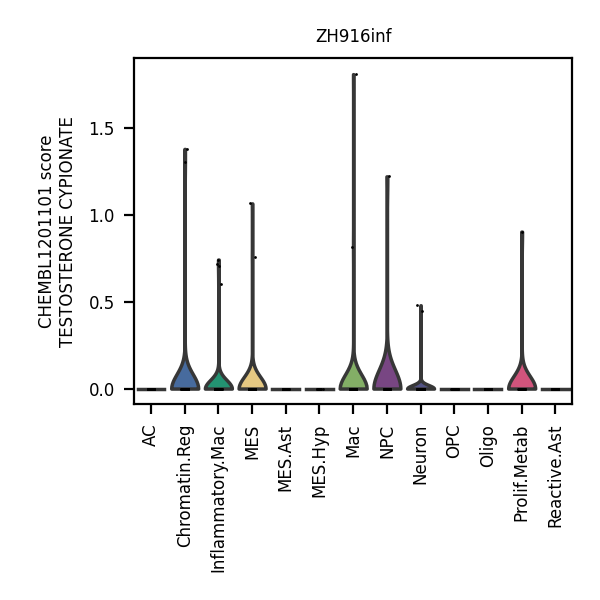 ZH916inf
CHEMBL1201101 score
TESTOSTERONE CYPIONATE
1.5
1.0
0.5
0.0
AC
Chromatin.Reg
Inflammatory.Mac
MES
MES.Ast
MES.Hyp
Mac
NPC
Neuron
OPC
Oligo
Prolif.Metab
Reactive.Ast